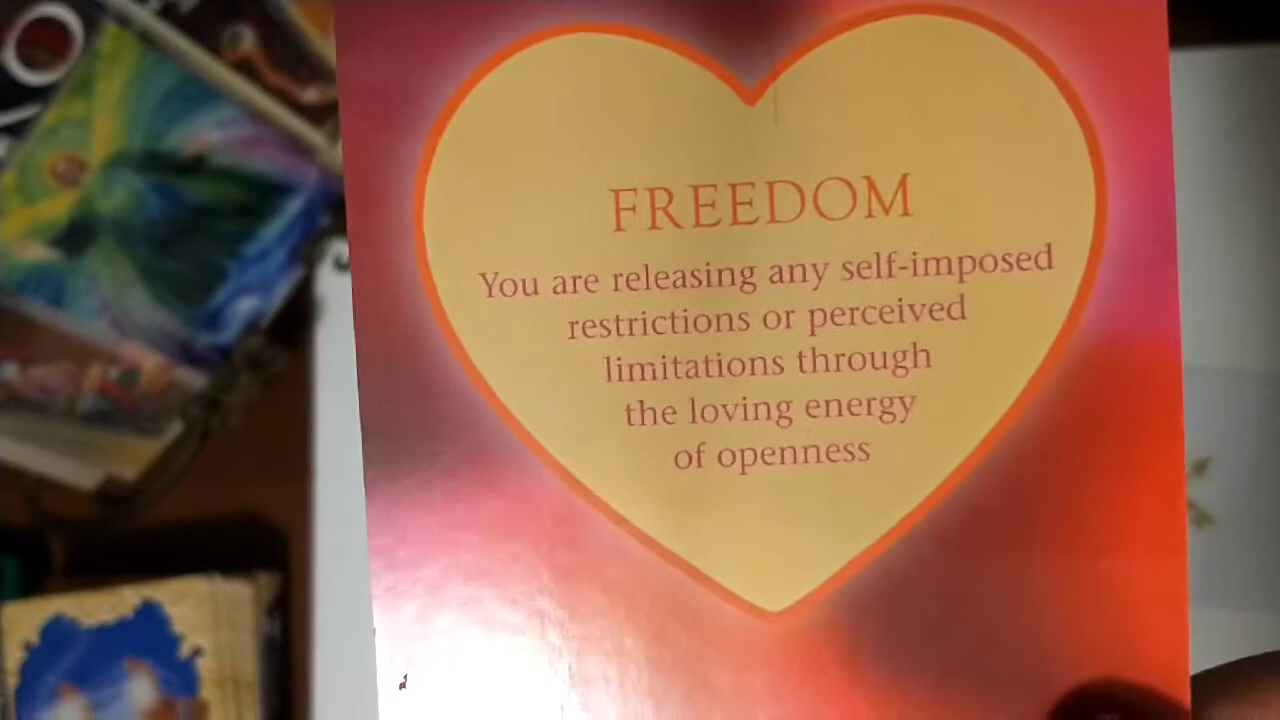 FREEDOM
You are releasing any self-imposed
restrictions or perceived
limitations through
the loving energy
of openness